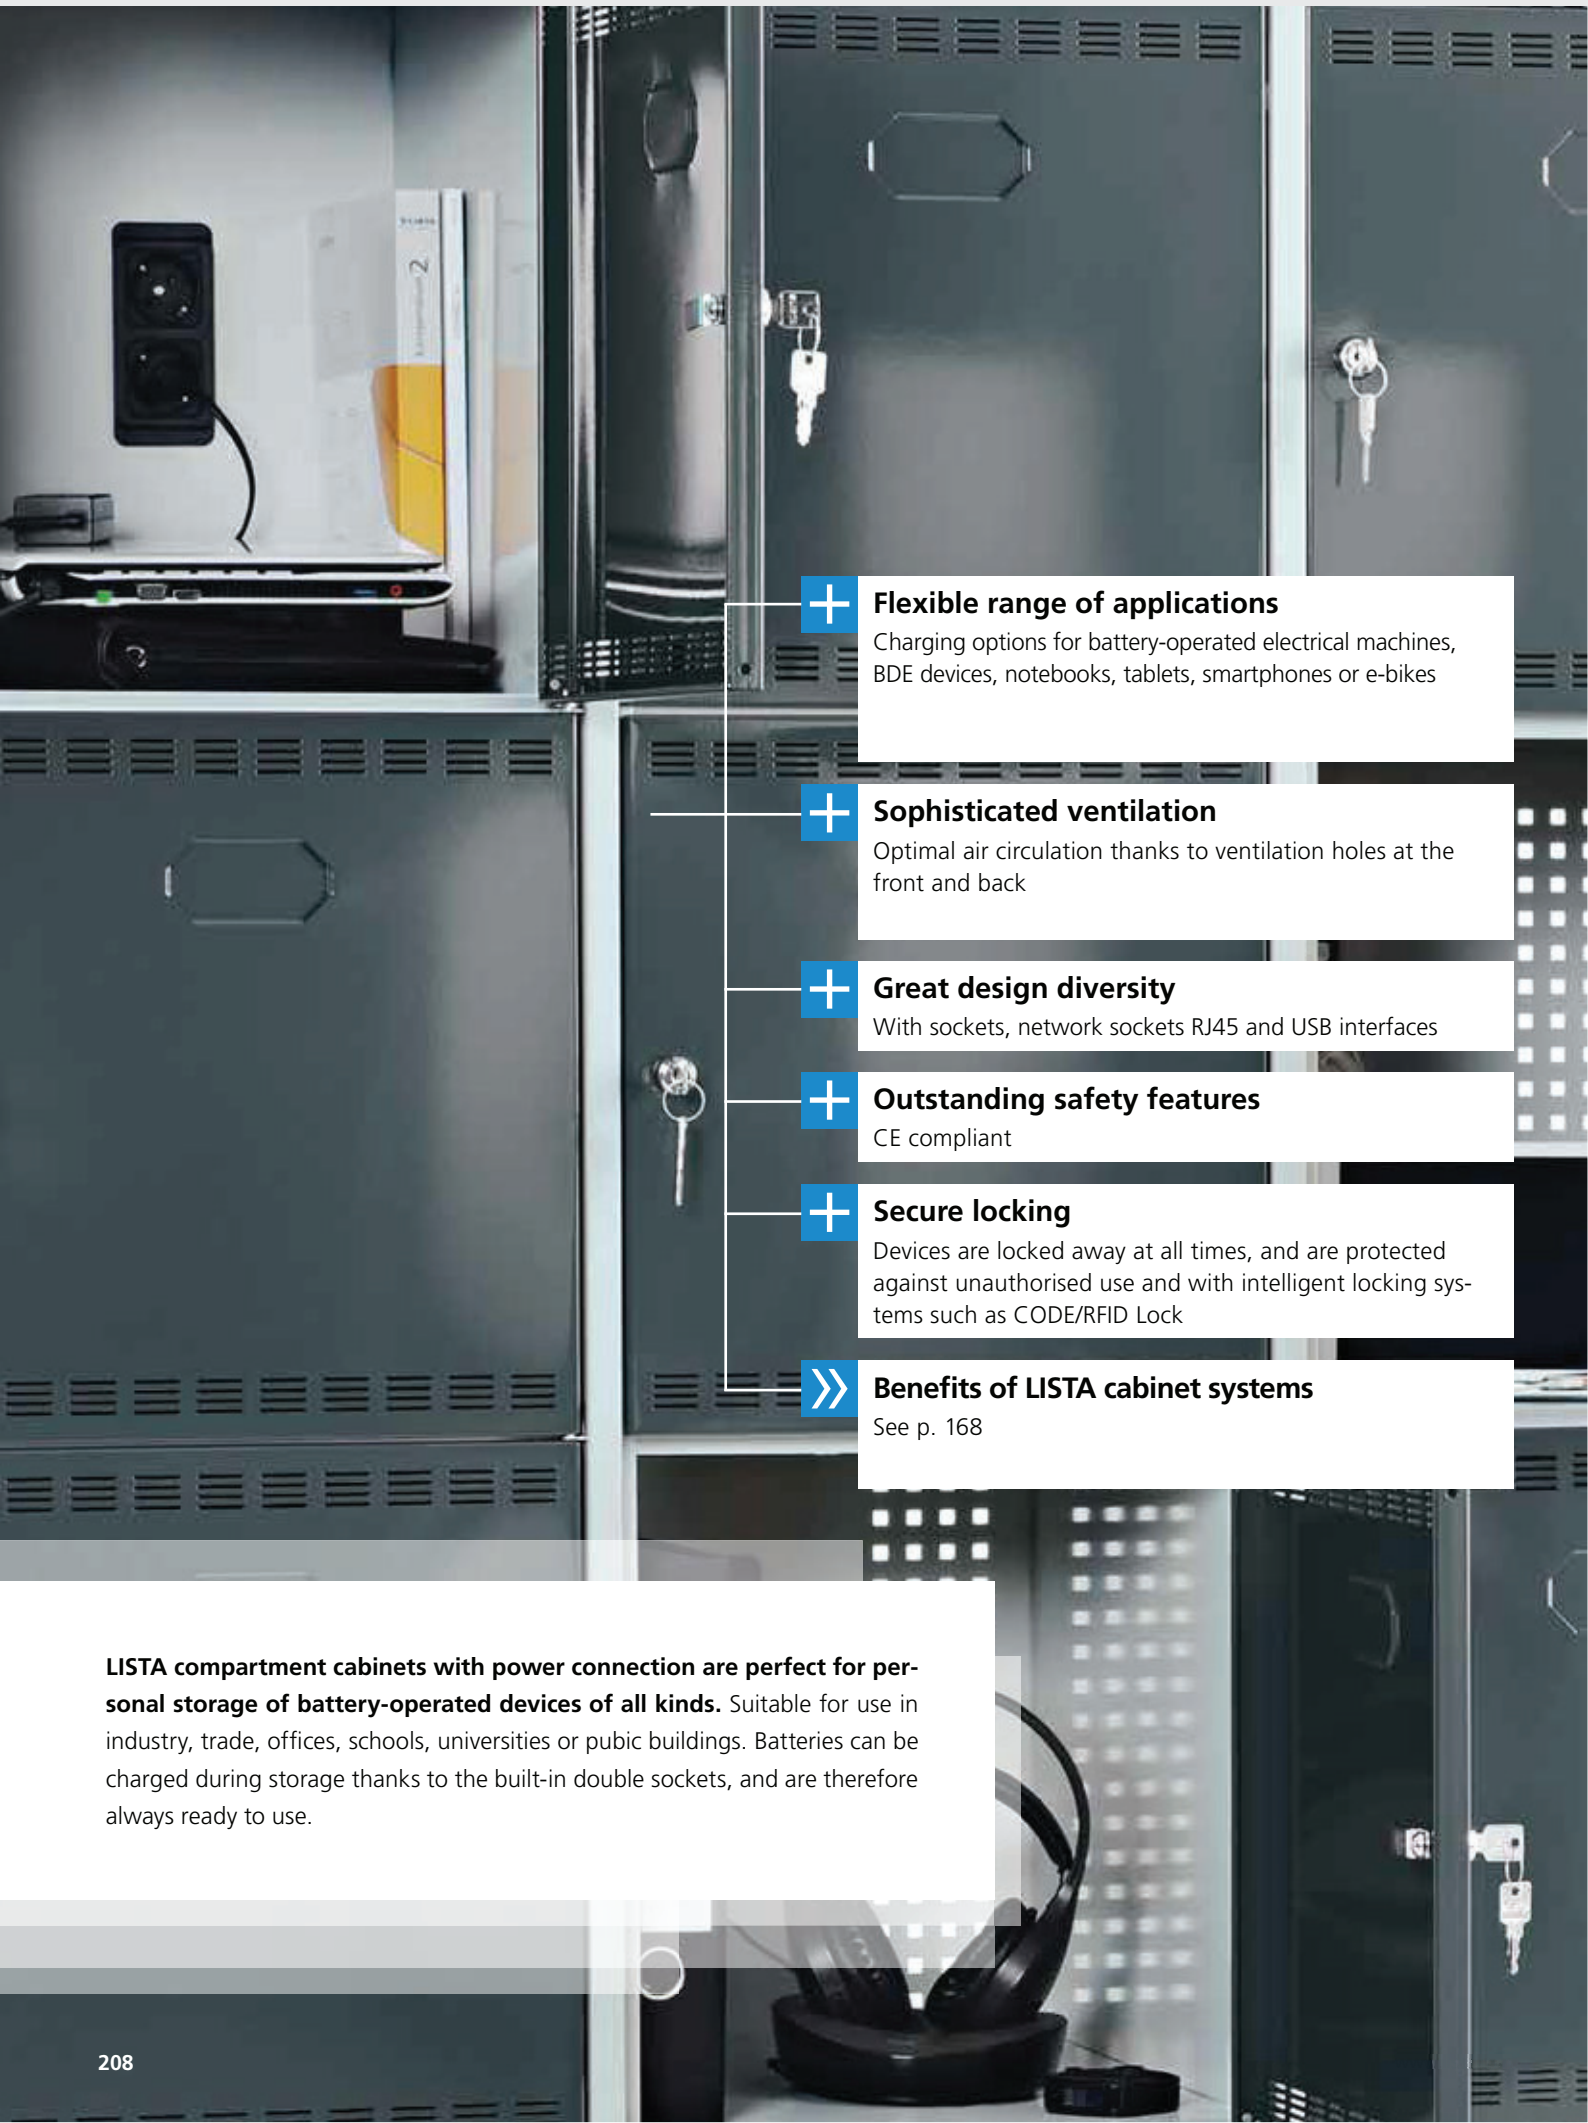 Flexible range of applications
Charging options for battery-operated electrical machines,
BDE devices, notebooks, tablets, smartphones or e-bikes
Sophisticated ventilation
Optimal air circulation thanks to ventilation holes at the
front and back
Great design diversity
With sockets, network sockets RJ45 and USB interfaces
Outstanding safety features
CE compliant
Secure locking
Devices are locked away at all times, and are protected
against unauthorised use and with intelligent locking sys-
tems such as CODE/RFID Lock
Benefits of LISTA cabinet systems
See p. 168
LISTA compartment cabinets with power connection are perfect for per-
sonal storage of battery-operated devices of all kinds. Suitable for use in
industry, trade, offices, schools, universities or pubic buildings. Batteries can be
charged during storage thanks to the built-in double sockets, and are therefore
always ready to use.
208